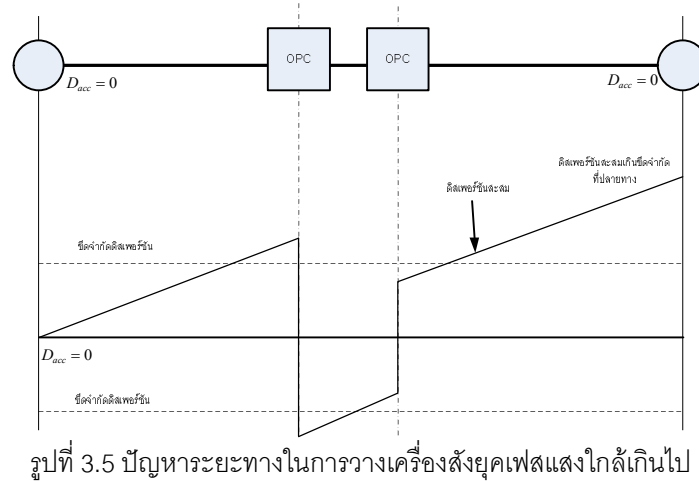 OPC
OPC
D_acc = 0
D_acc = 0
ดิสเพอร์ชันสะสมเกินขีดจำกัด
ที่ปลายทาง
ดิสเพอร์ชันสะสม
ขีดจำกัดดิสเพอร์ชัน
D_acc = 0
ขีดจำกัดดิสเพอร์ชัน
รูปที่ 3.5 ปัญหาระยะทางในการวางเครื่องสังยุคเฟสแสงใกล้เกินไป